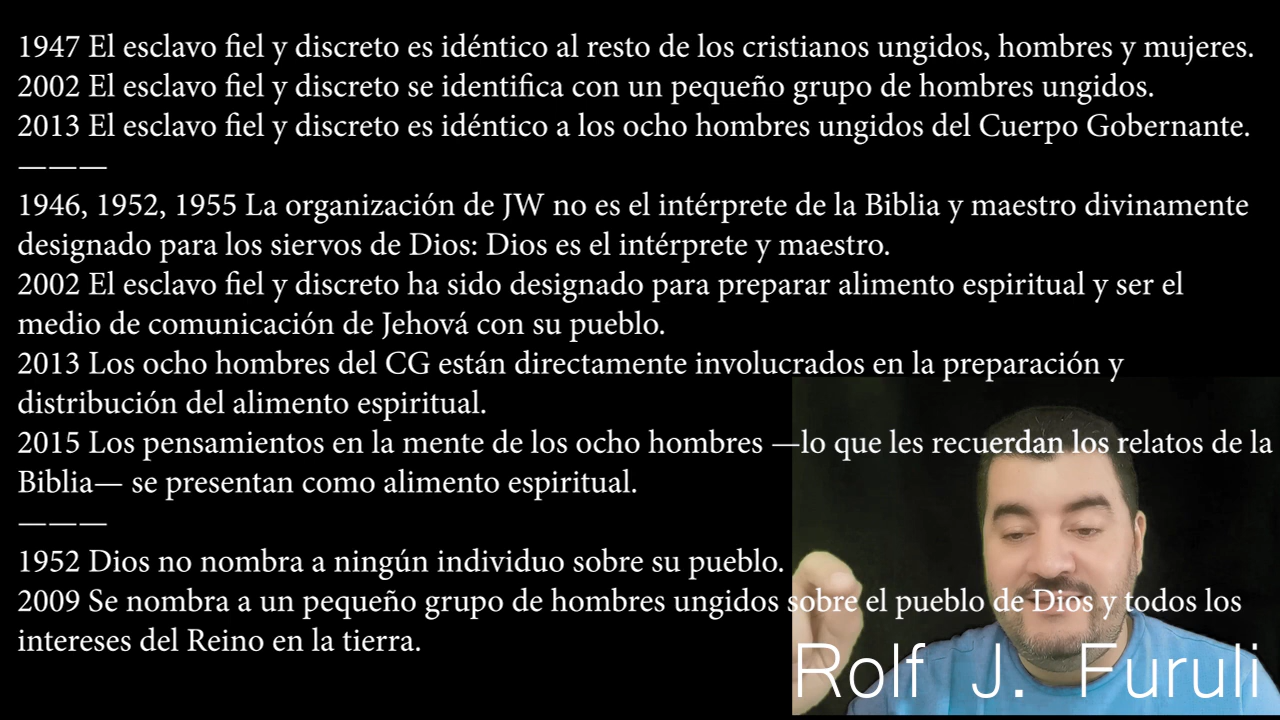 1947 El esclavo fiel y discreto es idéntico al resto de los cristianos ungidos, hombres y mujeres.
2002 El esclavo fiel y discreto se identifica con un pequeño grupo de hombres ungidos.
2013 El esclavo fiel y discreto es idéntico a los ocho hombres ungidos del Cuerpo Gobernante.
———
1946, 1952, 1955 La organización de JW no es el intérprete de la Biblia y maestro divinamente
designado para los siervos de Dios: Dios es el intérprete y maestro.
2002 El esclavo fiel y discreto ha sido designado para preparar alimento espiritual y ser el
medio de comunicación de Jehová con su pueblo.
2013 Los ocho hombres del CG están directamente involucrados en la preparación y
distribución del alimento espiritual.
2015 Los pensamientos en la mente de los ocho hombres —lo que les recuerdan los relatos de la
Biblia— se presentan como alimento espiritual.
———
1952 Dios no nombra a ningún individuo sobre su pueblo.
2009 Se nombra a un pequeño grupo de hombres ungidos sobre el pueblo de Dios y todos los
intereses del Reino en la tierra.
Rolf J. Furuli